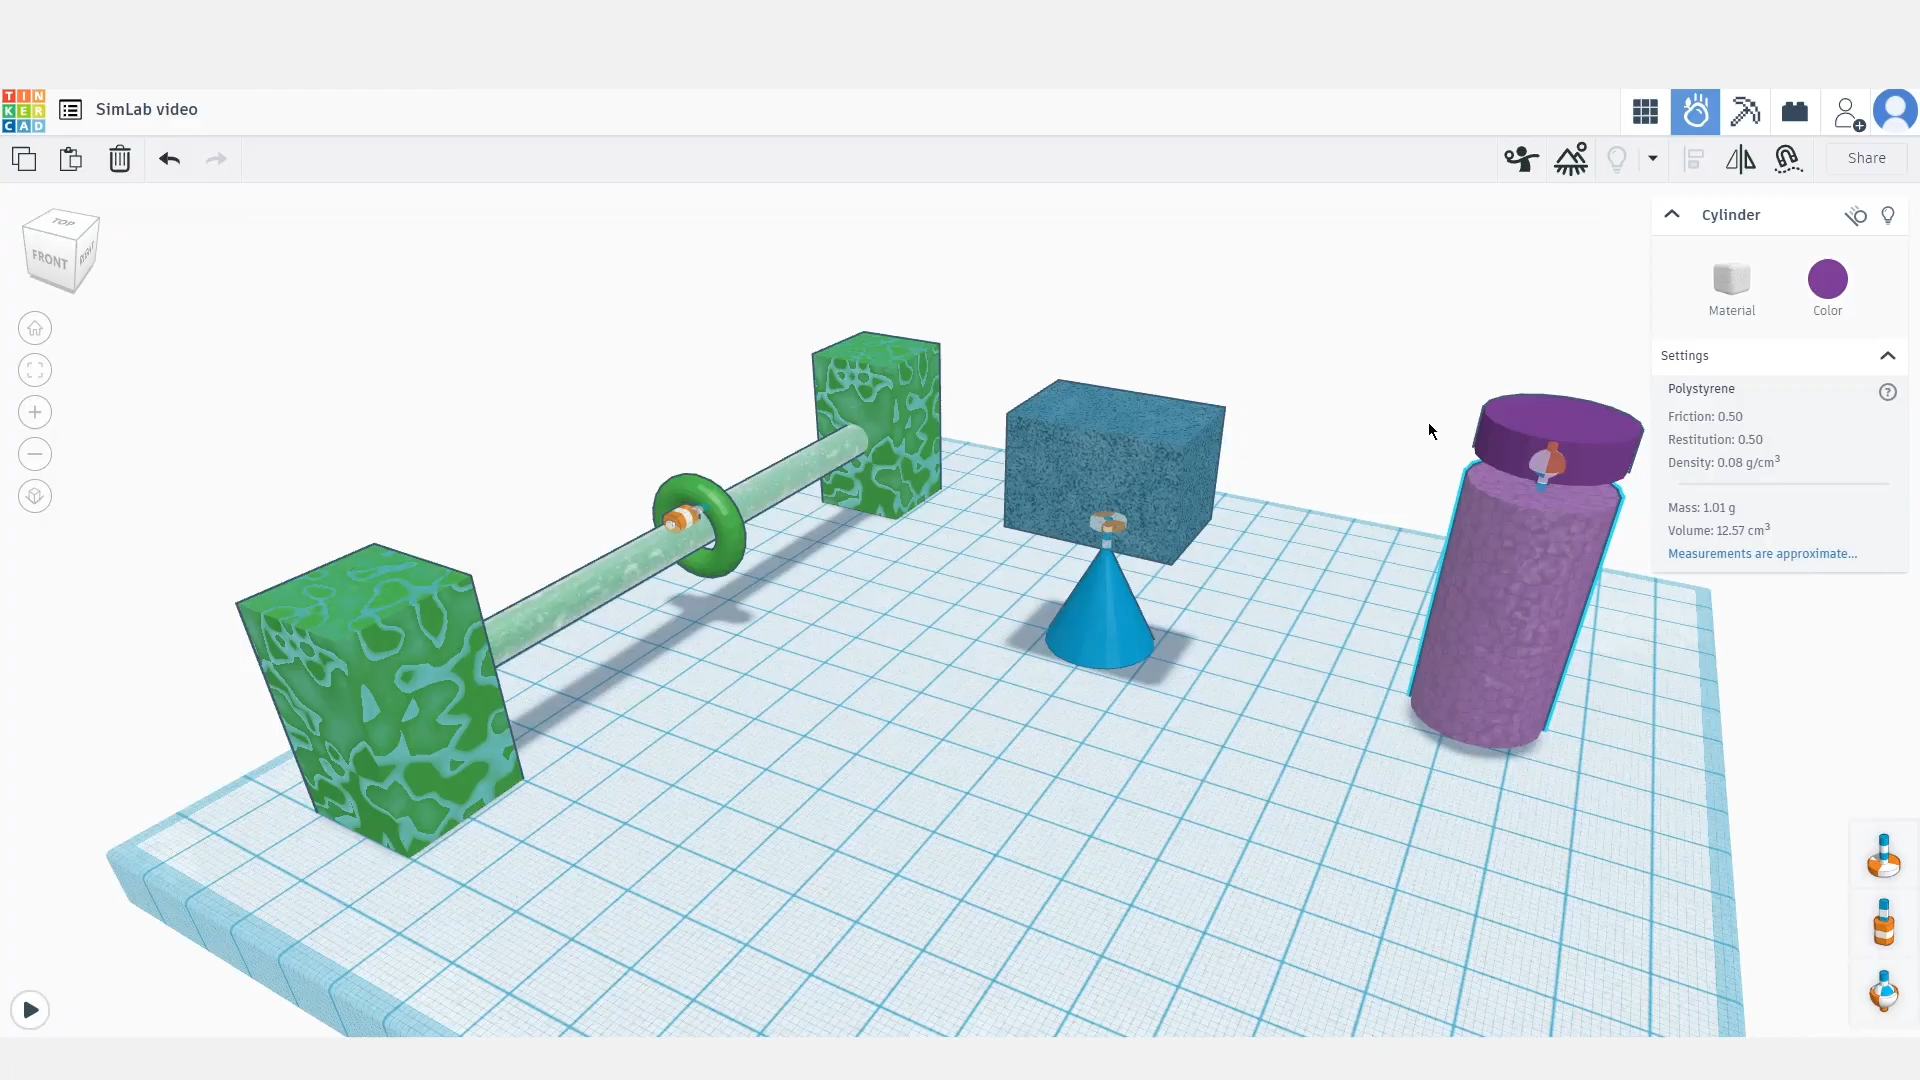 TIN
KER
CAD
SimLab video
Share
TOP
FRONT
RIGHT
Cylinder
Material
Color
Settings
Polystyrene
Friction: 0.50
Restitution: 0.50
Density: 0.08 g/cm³
Mass: 1.01 g
Volume: 12.57 cm³
Measurements are approximate...